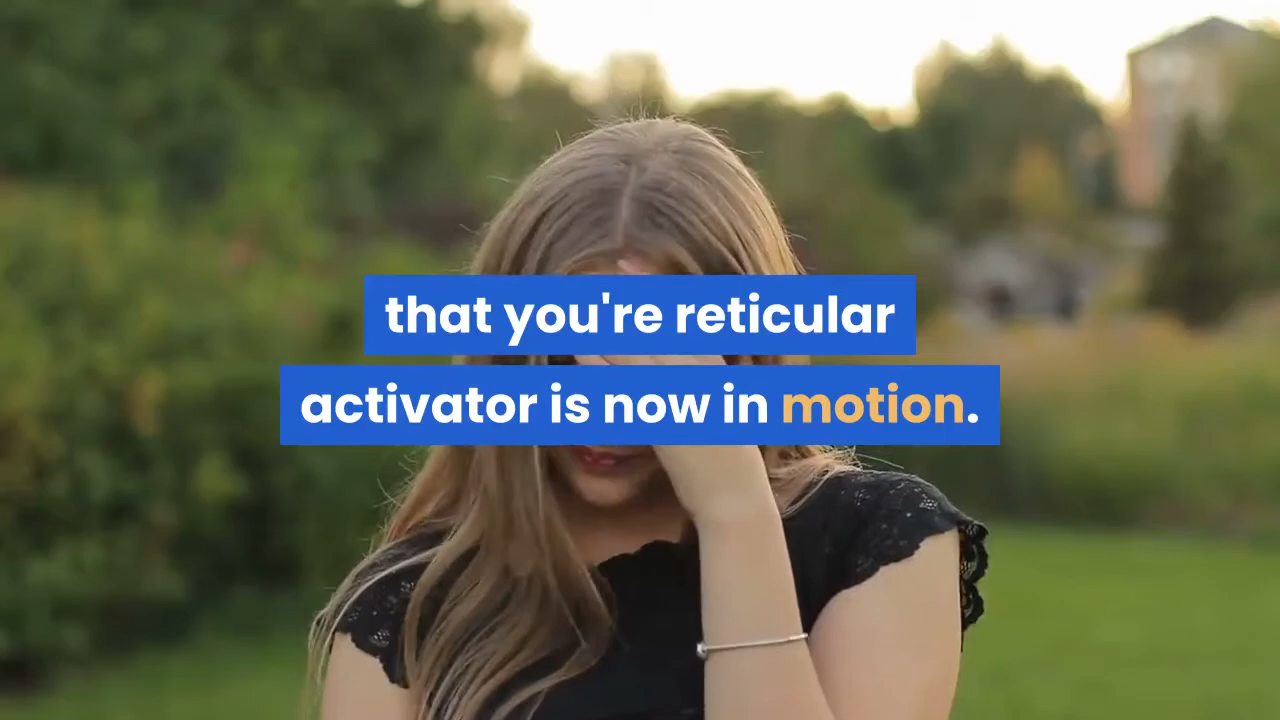 that you're reticular
activator is now in motion.